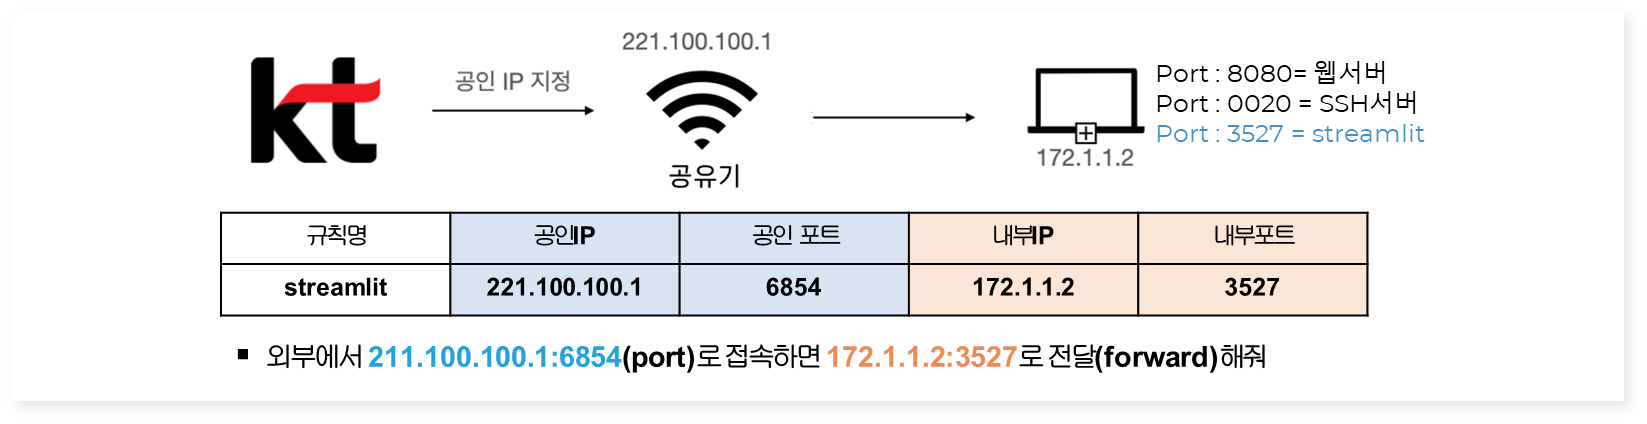 221.100.100.1
kt
공인 IP 지정
공유기
Port : 8080= 웹서버
Port : 0020 = SSH서버
Port : 3527 = streamlit
172.1.1.2
규칙명 공인IP 공인 포트 내부IP 내부포트
streamlit 221.100.100.1 6854 172.1.1.2 3527
▪ 외부에서 211.100.100.1:6854(port)로 접속하면 172.1.1.2:3527로 전달(forward)해줘